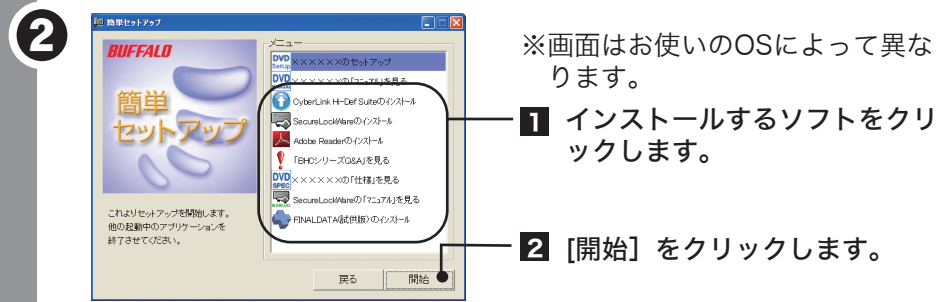 2
簡単セットアップ
BUFFALO
簡単
セットアップ
これよりセットアップを開始します。
他の起動中のアプリケーションを
終了させてください。
メニュー
DVD SetUp ××××××のセットアップ
DVD ××××××の「マニュアル」を見る
CyberLink Hi-Def Suiteのインストール
SecureLockWareのインストール
Adobe Readerのインストール
「BHCシリーズQ&A」を見る
DVD SPEC ××××××の「仕様」を見る
MANUAL SecureLockWareの「マニュアル」を見る
FINALDATA(試供版)のインストール
戻る
開始
※画面はお使いのOSによって異な
ります。
1 インストールするソフトをクリ
ックします。
2 [開始］をクリックします。